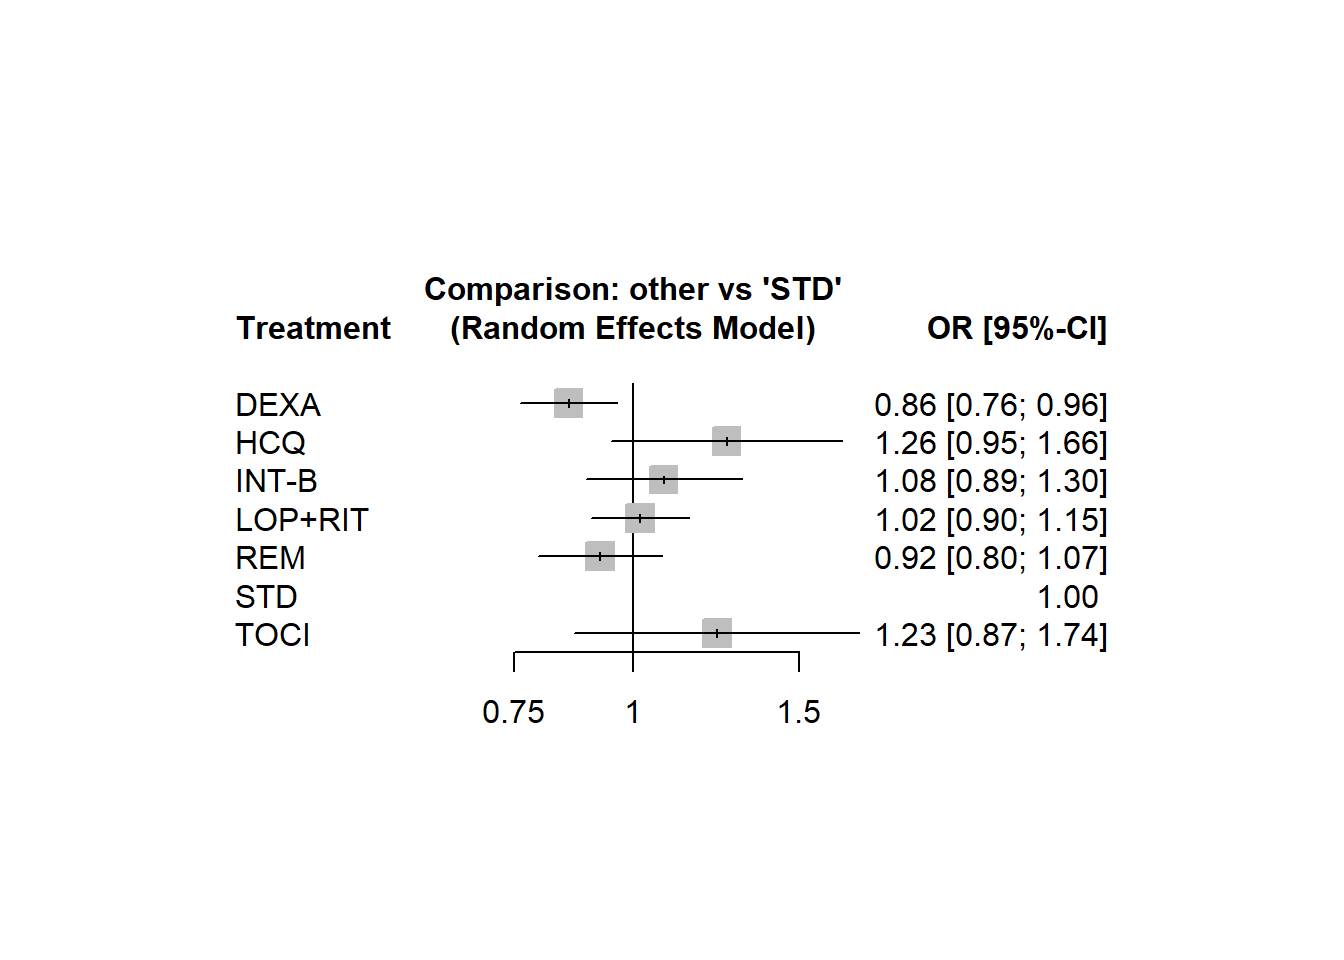 Comparison: other vs 'STD'
Treatment (Random Effects Model) OR [95%-CI]
DEXA 0.86 [0.76; 0.96]
HCQ 1.26 [0.95; 1.66]
INT-B 1.08 [0.89; 1.30]
LOP+RIT 1.02 [0.90; 1.15]
REM 0.92 [0.80; 1.07]
STD 1.00
TOCI 1.23 [0.87; 1.74]
0.75 1 1.5